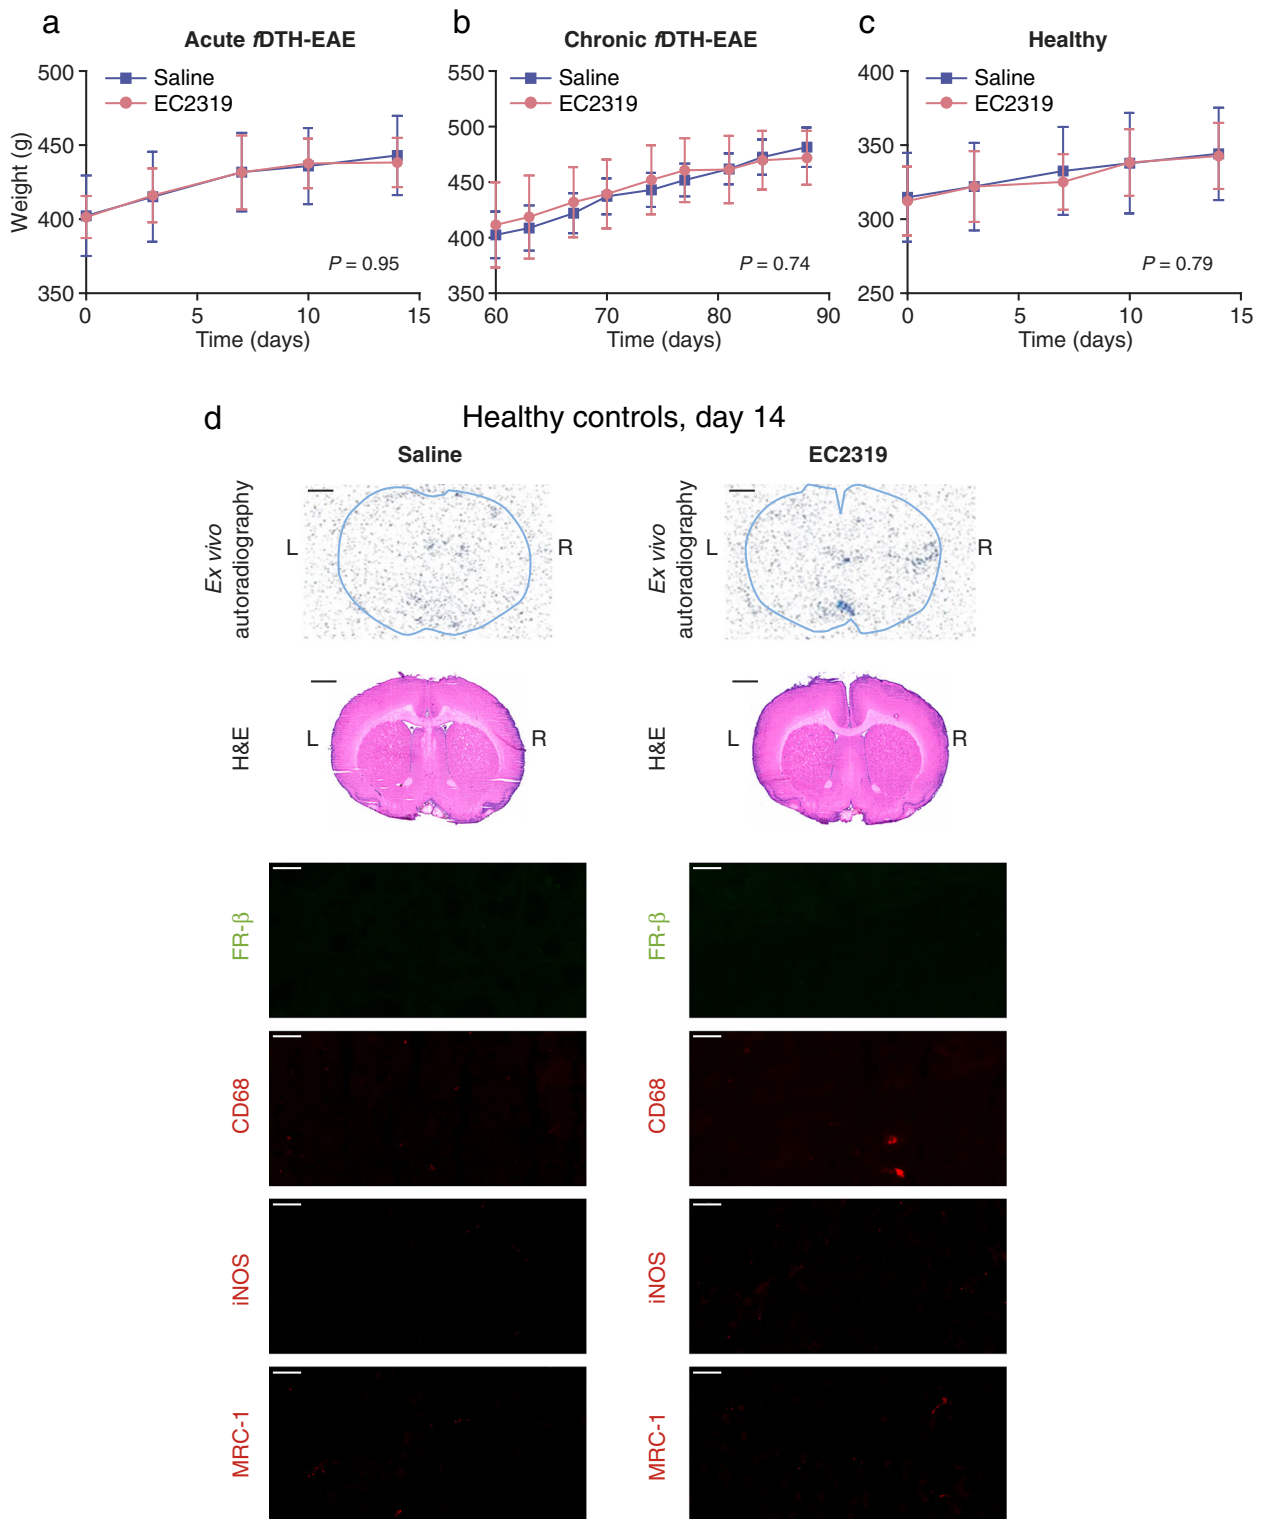 a
Acute fDTH-EAE
Saline
EC2319
500
450
400
350
Weight (g)
0
5
10
15
Time (days)
P = 0.95
b
Chronic fDTH-EAE
Saline
EC2319
550
500
450
400
350
60
70
80
90
Time (days)
P = 0.74
c
Healthy
Saline
EC2319
400
350
300
250
0
5
10
15
Time (days)
P = 0.79
d
Healthy controls, day 14
Saline
EC2319
Ex vivo
autoradiography
L
R
Ex vivo
autoradiography
L
R
H&E
L
R
H&E
L
R
FR-β
FR-β
CD68
CD68
iNOS
iNOS
MRC-1
MRC-1